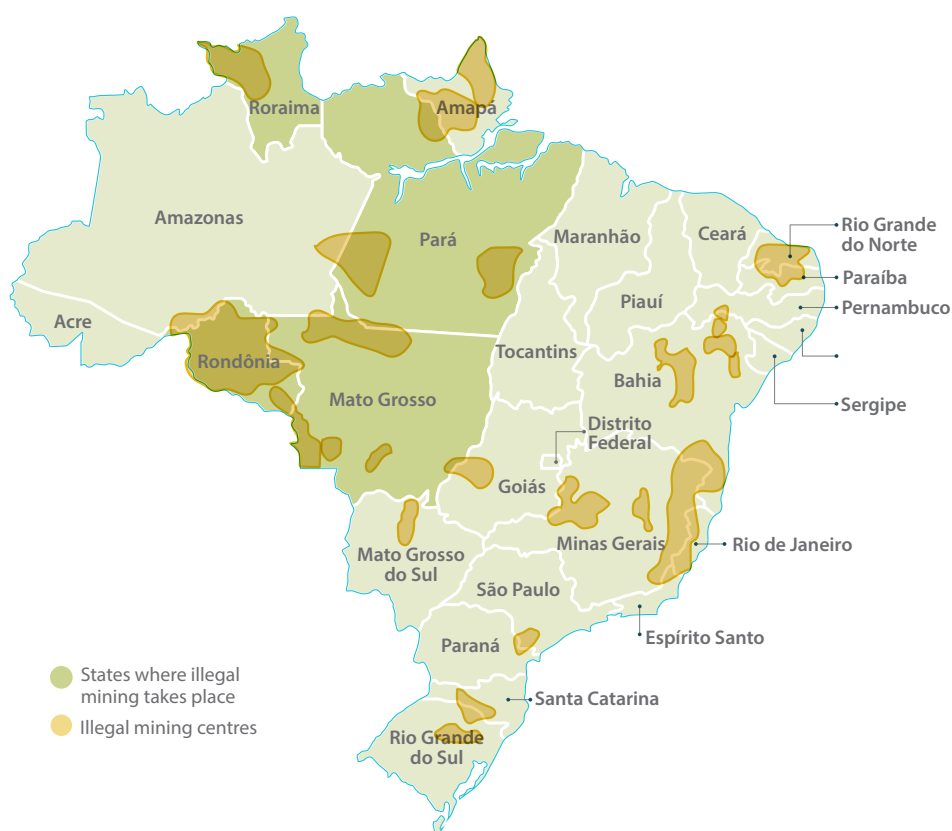 Roraima
Amapá
Amazonas
Pará
Maranhão
Ceará
Rio Grande
do Norte
Paraíba
Piauí
Pernambuco
Acre
Rondônia
Tocantins
Bahia
Mato Grosso
Sergipe
Distrito
Federal
Goiás
Minas Gerais
Rio de Janeiro
Mato Grosso
do Sul
São Paulo
Espírito Santo
Paraná
States where illegal
mining takes place
Santa Catarina
Illegal mining centres
Rio Grande
do Sul